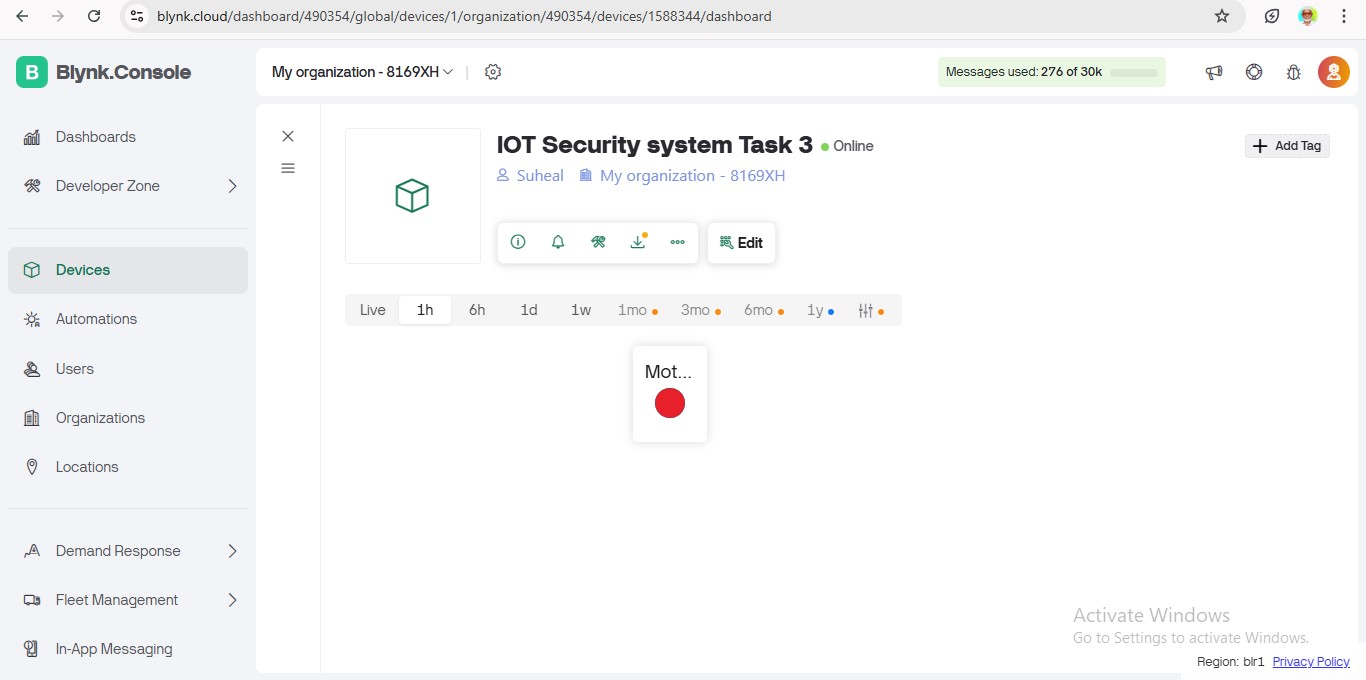 blynk.cloud/dashboard/490354/global/devices/1/organization/490354/devices/1588344/dashboard
B Blynk.Console
My organization - 8169XH
Messages used: 276 of 30k
Dashboards
Developer Zone
Devices
Automations
Users
Organizations
Locations
Demand Response
Fleet Management
In-App Messaging
IOT Security system Task 3
Online
Add Tag
Suheal
My organization - 8169XH
Edit
Live 1h 6h 1d 1w 1mo 3mo 6mo 1y
Mot...
Activate Windows
Go to Settings to activate Windows.
Region: blr1 Privacy Policy